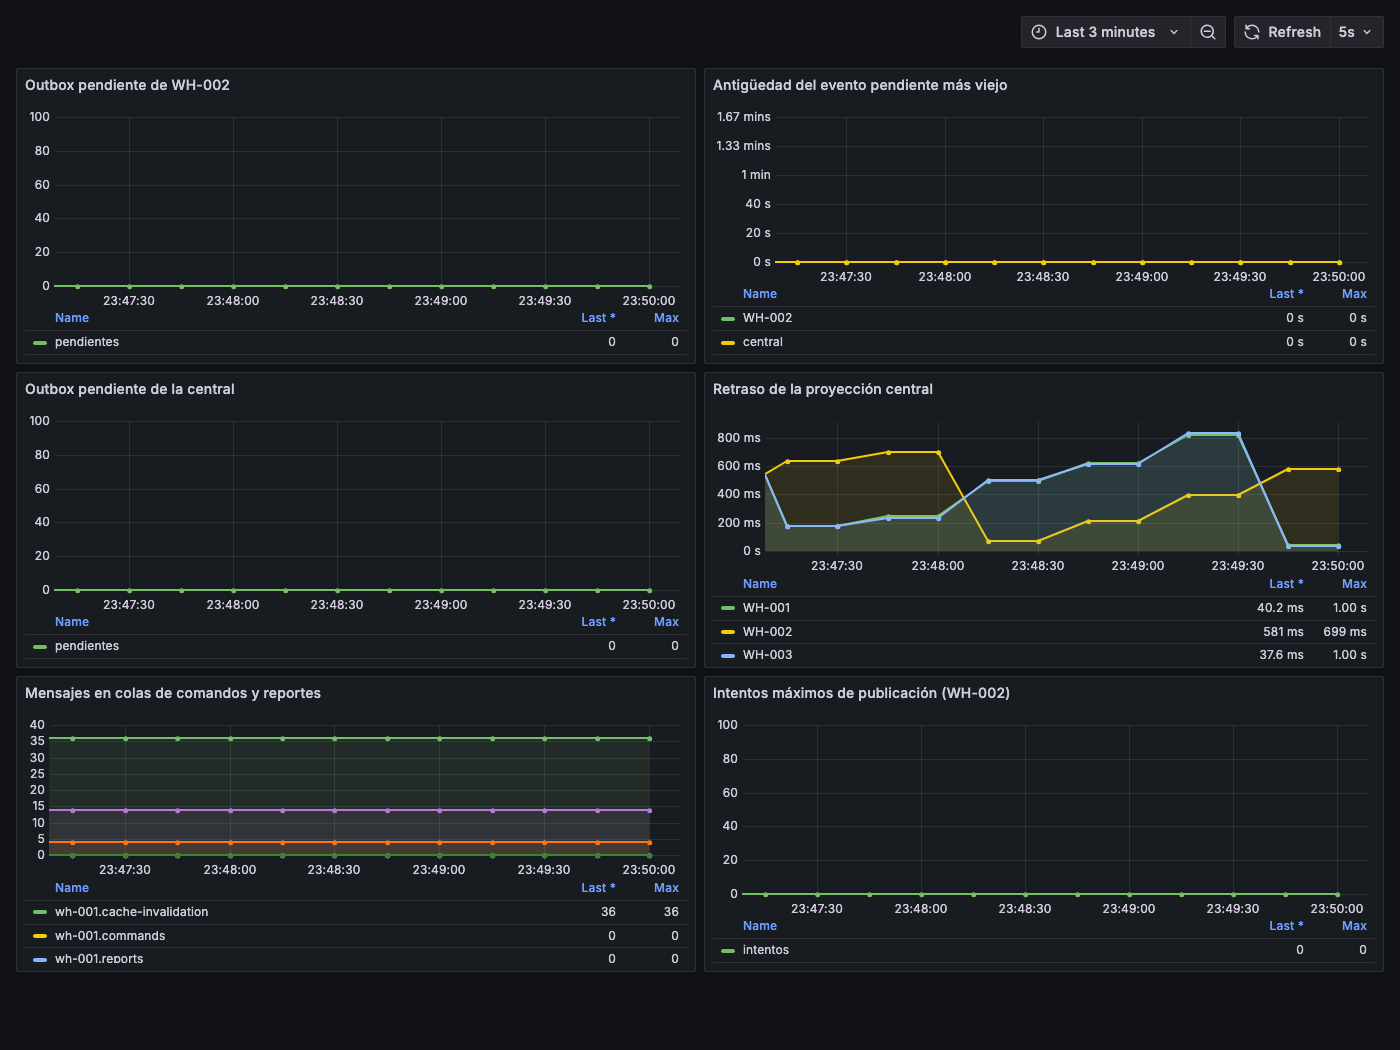 Last 3 minutes
Refresh
5s
Outbox pendiente de WH-002
100
80
60
40
20
0
23:47:30 23:48:00 23:48:30 23:49:00 23:49:30 23:50:00
Name Last * Max
pendientes 0 0
Antigüedad del evento pendiente más viejo
1.67 mins
1.33 mins
1 min
40 s
20 s
0 s
23:47:30 23:48:00 23:48:30 23:49:00 23:49:30 23:50:00
Name Last * Max
WH-002 0 s 0 s
central 0 s 0 s
Outbox pendiente de la central
100
80
60
40
20
0
23:47:30 23:48:00 23:48:30 23:49:00 23:49:30 23:50:00
Name Last * Max
pendientes 0 0
Retraso de la proyección central
800 ms
600 ms
400 ms
200 ms
0 s
23:47:30 23:48:00 23:48:30 23:49:00 23:49:30 23:50:00
Name Last * Max
WH-001 40.2 ms 1.00 s
WH-002 581 ms 699 ms
WH-003 37.6 ms 1.00 s
Mensajes en colas de comandos y reportes
40
35
30
25
20
15
10
5
0
23:47:30 23:48:00 23:48:30 23:49:00 23:49:30 23:50:00
Name Last * Max
wh-001.cache-invalidation 36 36
wh-001.commands 0 0
wh-001.reports 0 0
Intentos máximos de publicación (WH-002)
100
80
60
40
20
0
23:47:30 23:48:00 23:48:30 23:49:00 23:49:30 23:50:00
Name Last * Max
intentos 0 0